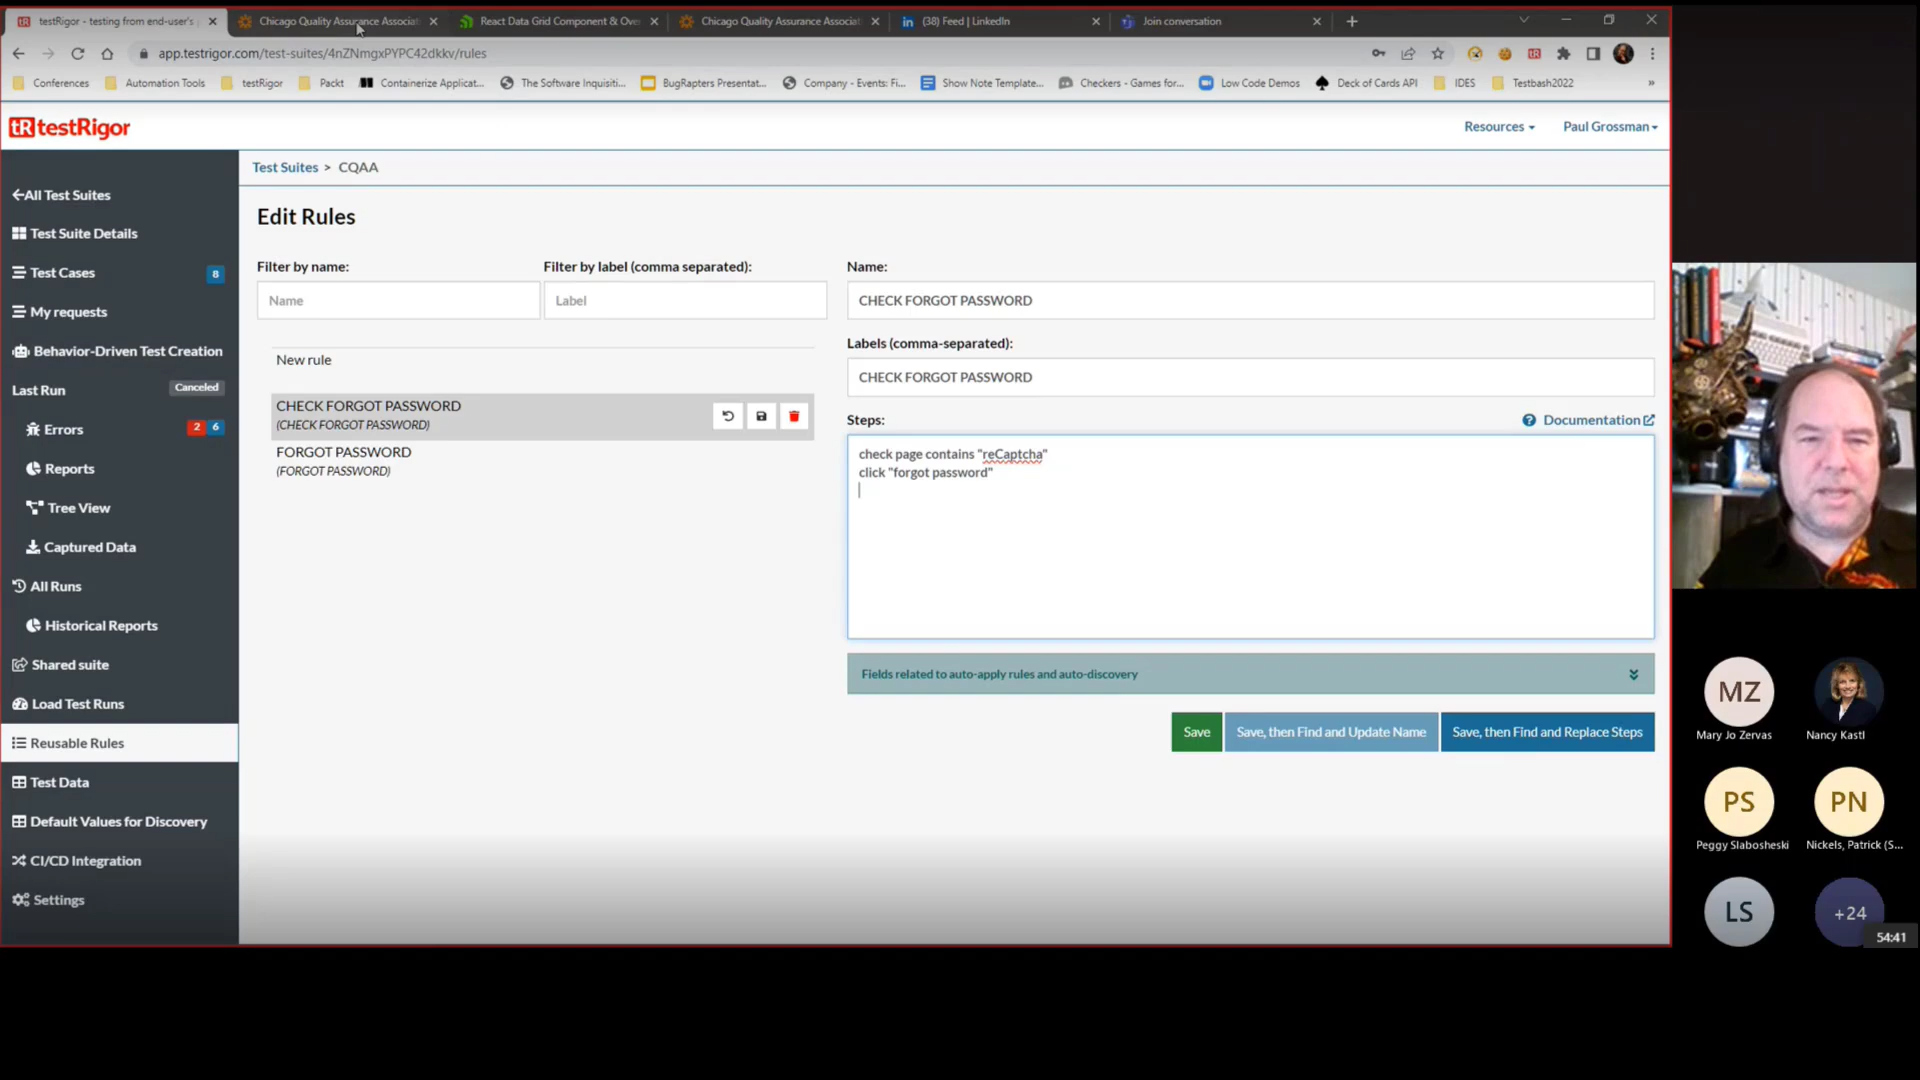 testRigor - testing from end-user's p
Chicago Quality Assurance Associat
React Data Grid Component & Ove
Chicago Quality Assurance Associat
(38) Feed | LinkedIn
Join conversation
app.testrigor.com/test-suites/4nZNmgxPYPC42dkkv/rules
Conferences
Automation Tools
testRigor
Packt
Containerize Applicat...
The Software Inquisiti...
BugRapters Presentat...
Company - Events: Fi...
Show Note Template...
Checkers - Games for...
Low Code Demos
Deck of Cards API
IDES
Testbash2022
»
tR testRigor
Resources
Paul Grossman
All Test Suites
Test Suite Details
Test Cases 8
My requests
Behavior-Driven Test Creation
Last Run Canceled
Errors 2 6
Reports
Tree View
Captured Data
All Runs
Historical Reports
Shared suite
Load Test Runs
Reusable Rules
Test Data
Default Values for Discovery
CI/CD Integration
Settings
Test Suites > CQAA
Edit Rules
Filter by name:
Name
Filter by label (comma separated):
Label
New rule
CHECK FORGOT PASSWORD
(CHECK FORGOT PASSWORD)
FORGOT PASSWORD
(FORGOT PASSWORD)
Name:
CHECK FORGOT PASSWORD
Labels (comma-separated):
CHECK FORGOT PASSWORD
Steps:
Documentation
check page contains "reCaptcha"
click "forgot password"
Fields related to auto-apply rules and auto-discovery
Save
Save, then Find and Update Name
Save, then Find and Replace Steps
MZ
Mary Jo Zervas
Nancy Kastl
PS
Peggy Slabosheski
PN
Nickels, Patrick (S...
LS
+24
54:41